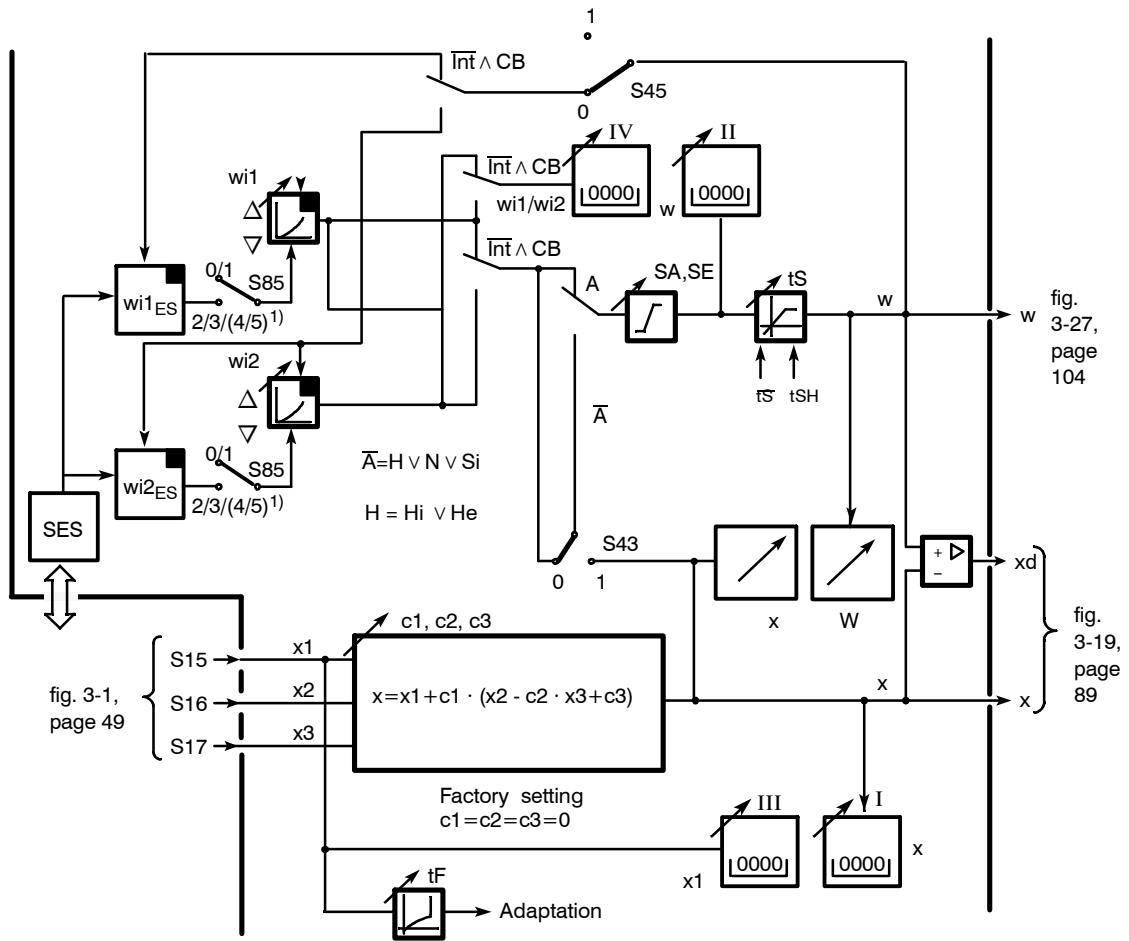 1
I̅n̅t̅ ∧ CB
S45
0
IV
II
I̅n̅t̅ ∧ CB
0000
0000
wi1/wi2
w
wi1
△
▽
I̅n̅t̅ ∧ CB
A
SA,SE
tS
0/1
S85
wi1ES
2/3/(4/5)1)
w
w
fig.
3-27,
page
104
t̅S̅
tSH
wi2
△
▽
A̅
0/1
S85
A̅=H ∨ N ∨ Si
wi2ES
2/3/(4/5)1)
H = Hi ∨ He
SES
S43
0
1
x
W
+
−
▷
xd
c1, c2, c3
fig.
3-19,
page
89
fig. 3-1,
page 49
S15
x1
S16
x2
x=x1+c1 · (x2 - c2 · x3+c3)
x
x
S17
x3
Factory setting
c1=c2=c3=0
III
I
0000
0000
x1
x
tF
Adaptation